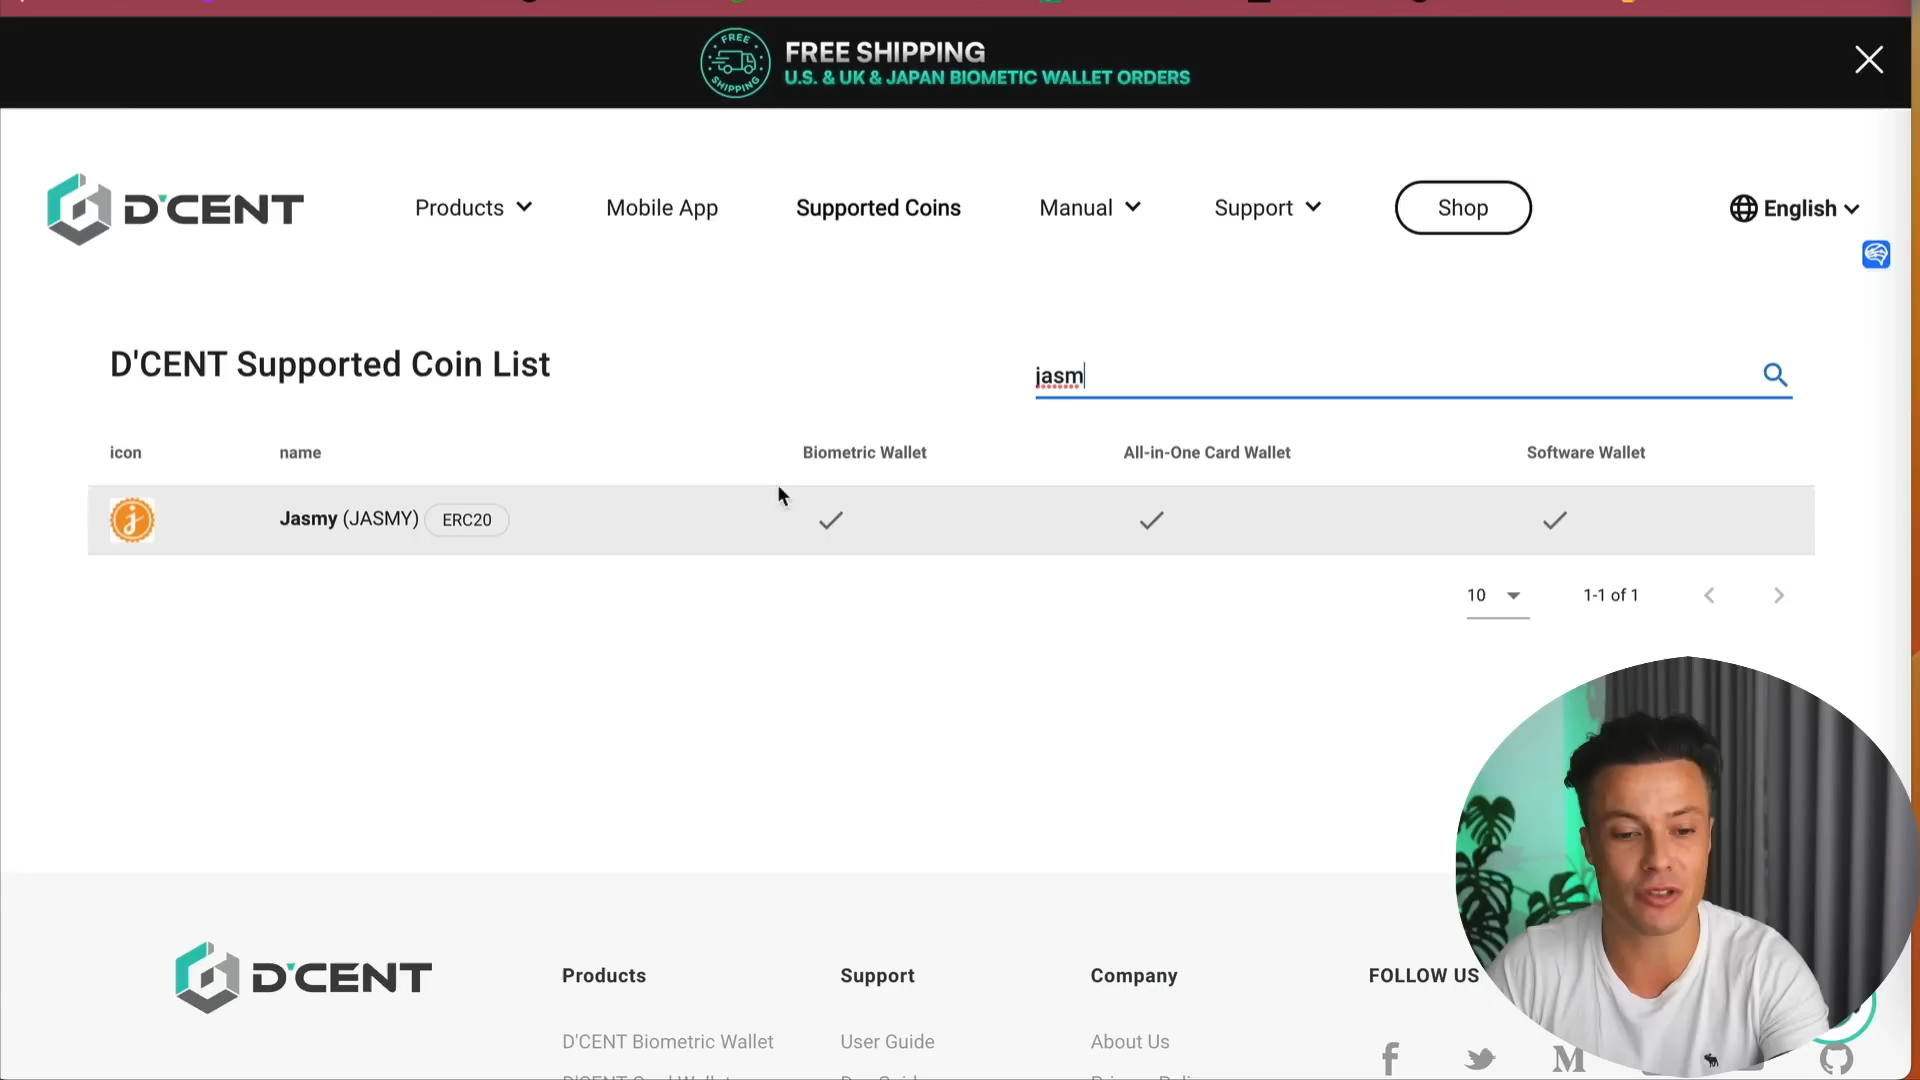 FREE
SHIPPING
FREE SHIPPING
U.S. & UK & JAPAN BIOMETIC WALLET ORDERS
D'CENT
Products
Mobile App
Supported Coins
Manual
Support
Shop
English
D'CENT Supported Coin List
jasm
icon
name
Biometric Wallet
All-in-One Card Wallet
Software Wallet
Jasmy (JASMY)
ERC20
10
1-1 of 1
D'CENT
Products
Support
Company
FOLLOW US
D'CENT Biometric Wallet
User Guide
About Us